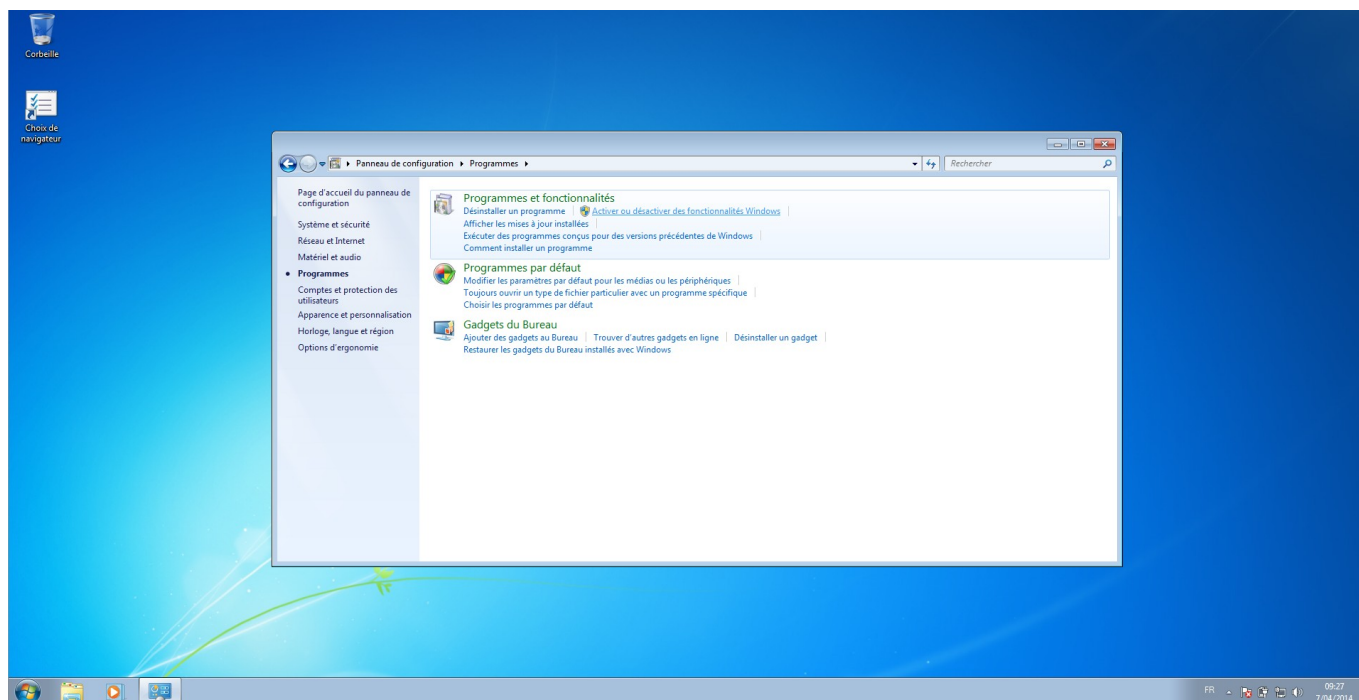 Corbeille
Choix de
navigateur
Panneau de configuration
Programmes
Rechercher
Page d'accueil du panneau de
configuration
Système et sécurité
Réseau et Internet
Matériel et audio
Programmes
Comptes et protection des
utilisateurs
Apparence et personnalisation
Horloge, langue et région
Options d'ergonomie
Programmes et fonctionnalités
Désinstaller un programme
Activer ou désactiver des fonctionnalités Windows
Afficher les mises à jour installées
Exécuter des programmes conçus pour des versions précédentes de Windows
Comment installer un programme
Programmes par défaut
Modifier les paramètres par défaut pour les médias ou les périphériques
Toujours ouvrir un type de fichier particulier avec un programme spécifique
Choisir les programmes par défaut
Gadgets du Bureau
Ajouter des gadgets au Bureau
Trouver d'autres gadgets en ligne
Désinstaller un gadget
Restaurer les gadgets du Bureau installés avec Windows
FR
09:27
7/04/2014